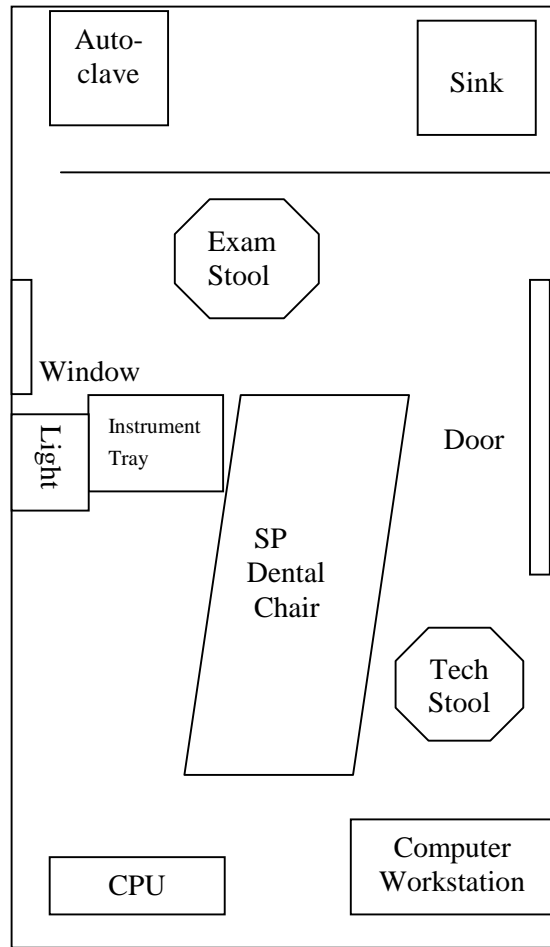 Auto-
clave
Sink
Exam
Stool
Window
Light
Instrument
Tray
Door
SP
Dental
Chair
Tech
Stool
Computer
Workstation
CPU